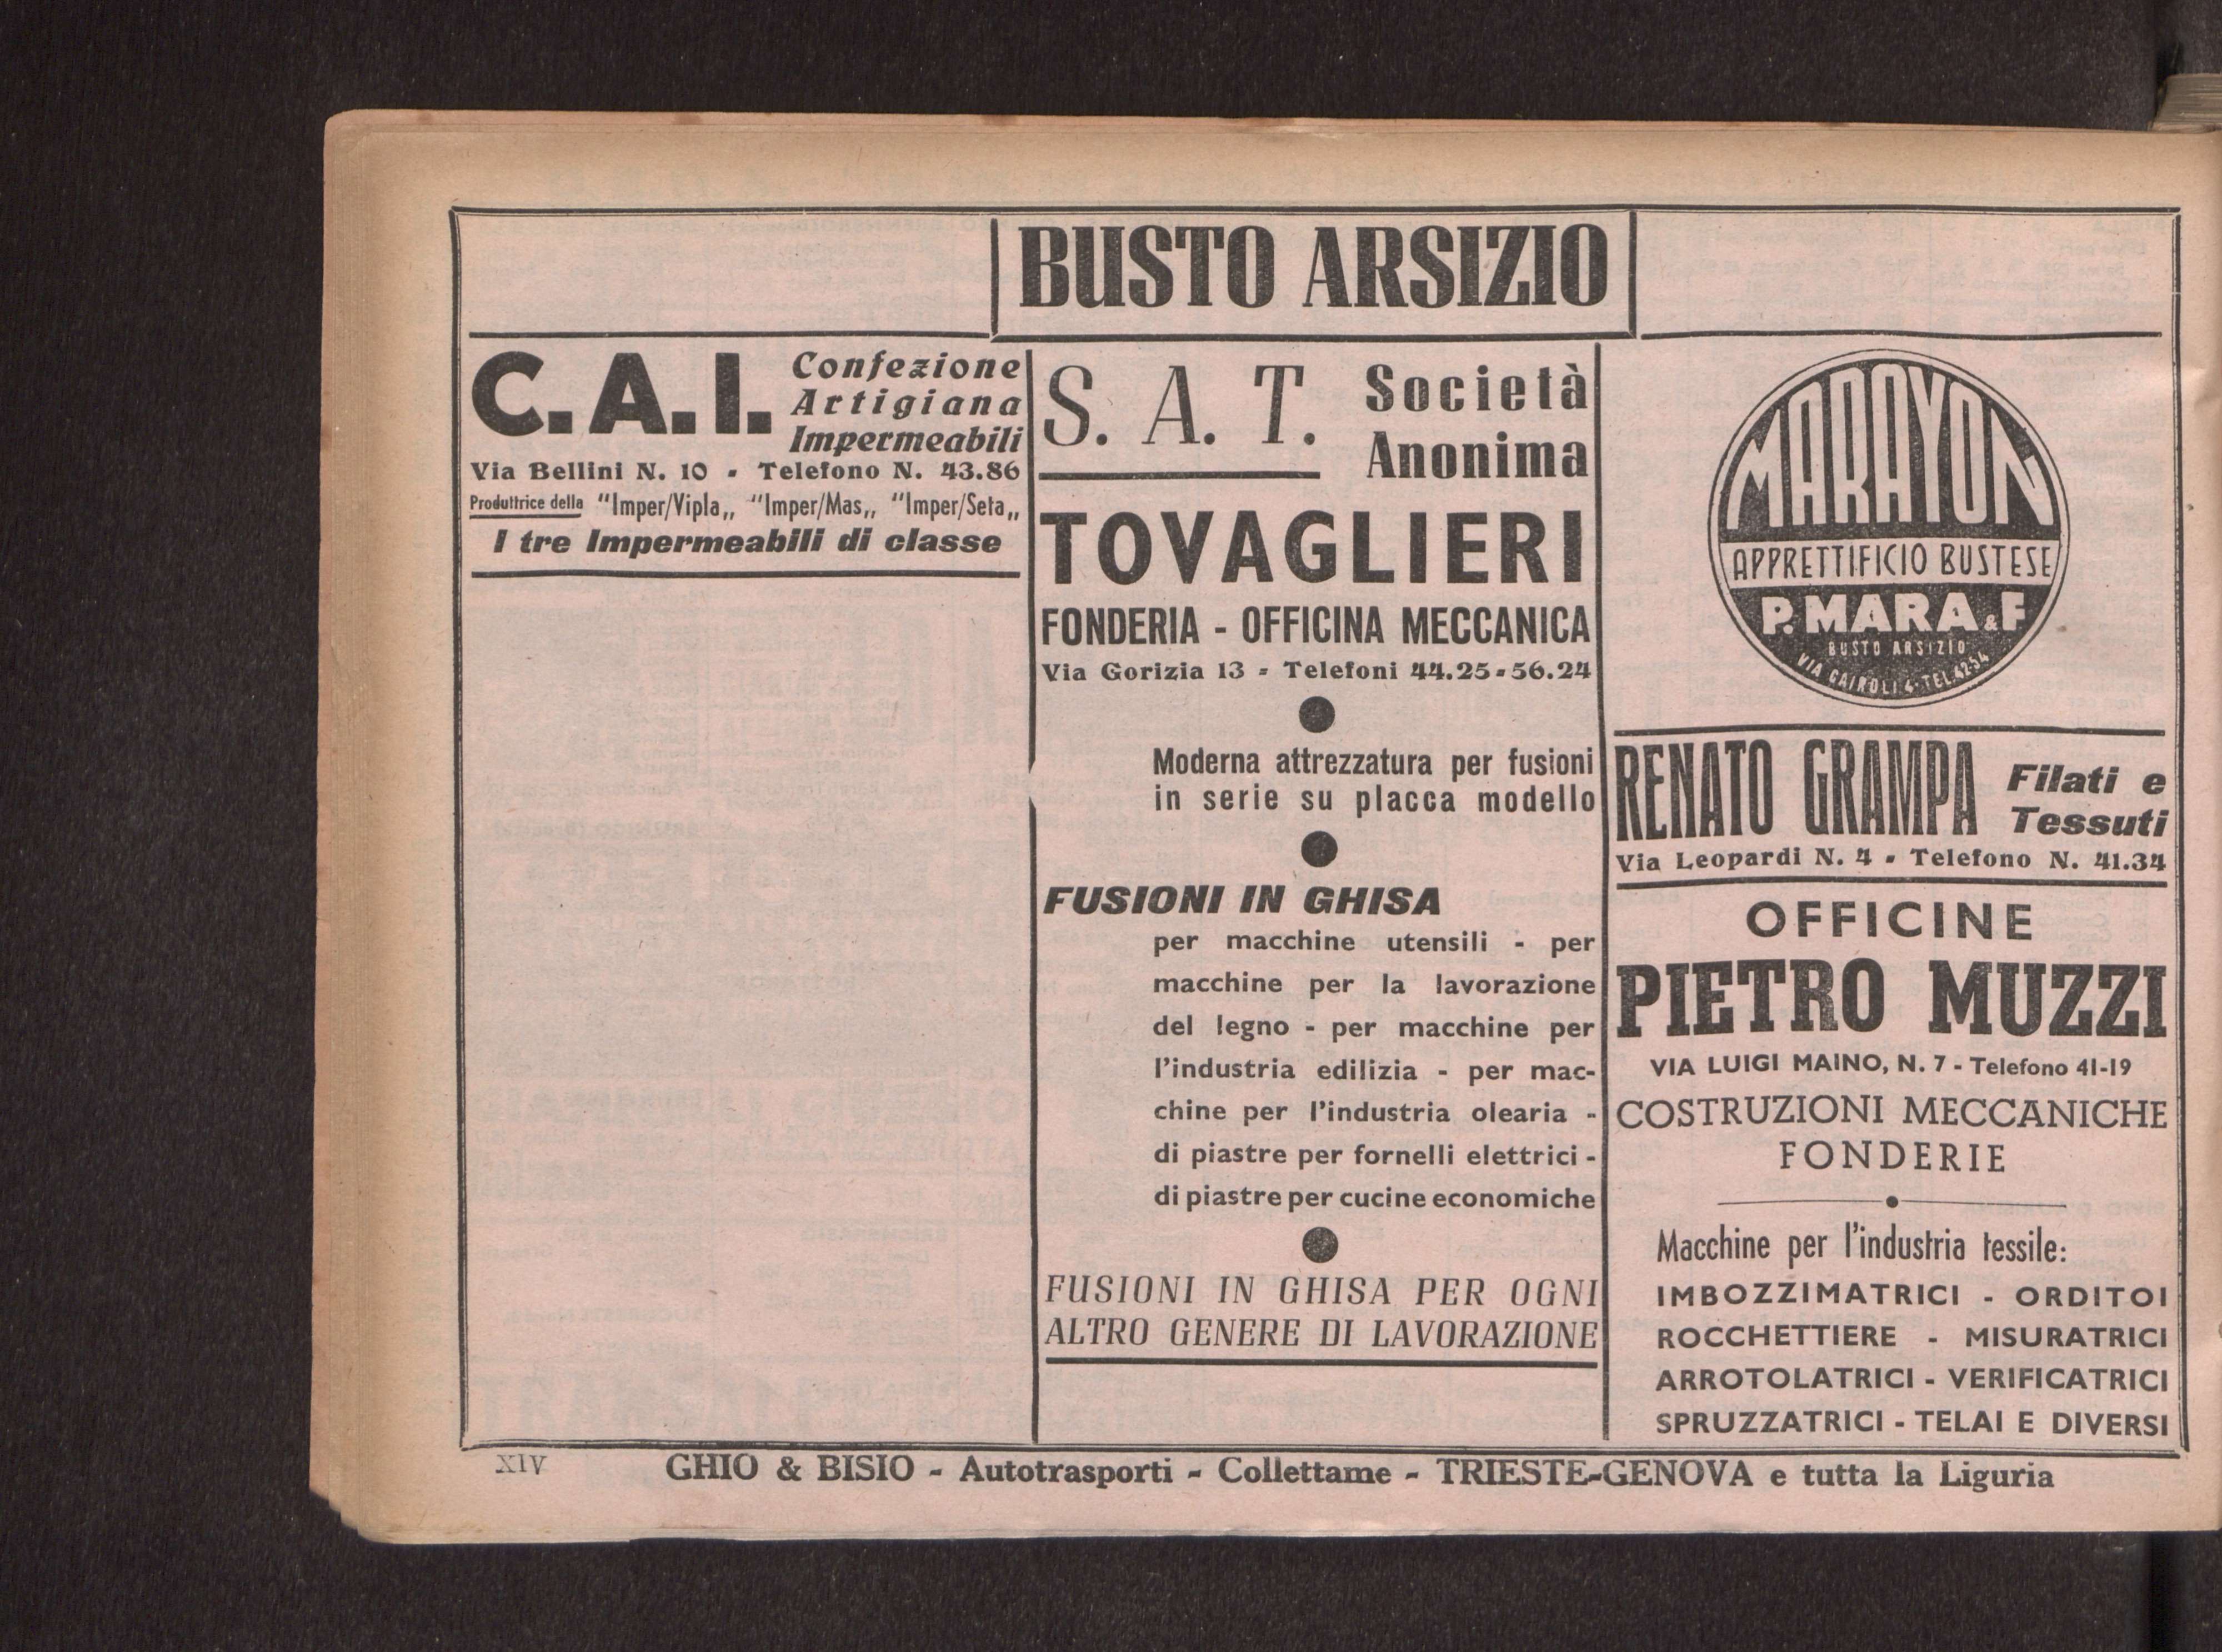 BUSTO ARSIZIO
C.A.I. Confezione
Artigiana
Impermeabili
Via Bellini N. 10 - Telefono N. 43.86
Produttrice della "Imper/Vipla„ "Imper/Mas„ "Imper/Seta„
I tre Impermeabili di classe
S. A. T. Società
Anonima
TOVAGLIERI
FONDERIA - OFFICINA MECCANICA
Via Gorizia 13 - Telefoni 44.25-56.24
Moderna attrezzatura per fusioni
in serie su placca modello
FUSIONI IN GHISA
per macchine utensili - per
macchine per la lavorazione
del legno - per macchine per
l'industria edilizia - per mac-
chine per l'industria olearia -
di piastre per fornelli elettrici -
di piastre per cucine economiche
FUSIONI IN GHISA PER OGNI
ALTRO GENERE DI LAVORAZIONE
MARAYON
APPRETTIFICIO BUSTESE
P. MARA & F
BUSTO ARSIZIO
VIA CAIROLI 4-TEL.42-54
RENATO GRAMPA Filati e
Tessuti
Via Leopardi N. 4 - Telefono N. 41.34
OFFICINE
PIETRO MUZZI
VIA LUIGI MAINO, N. 7 - Telefono 41-19
COSTRUZIONI MECCANICHE
FONDERIE
Macchine per l'industria tessile:
IMBOZZIMATRICI - ORDITOI
ROCCHETTIERE - MISURATRICI
ARROTOLATRICI - VERIFICATRICI
SPRUZZATRICI - TELAI E DIVERSI
XIV
GHIO & BISIO - Autotrasporti - Collettame - TRIESTE-GENOVA e tutta la Liguria